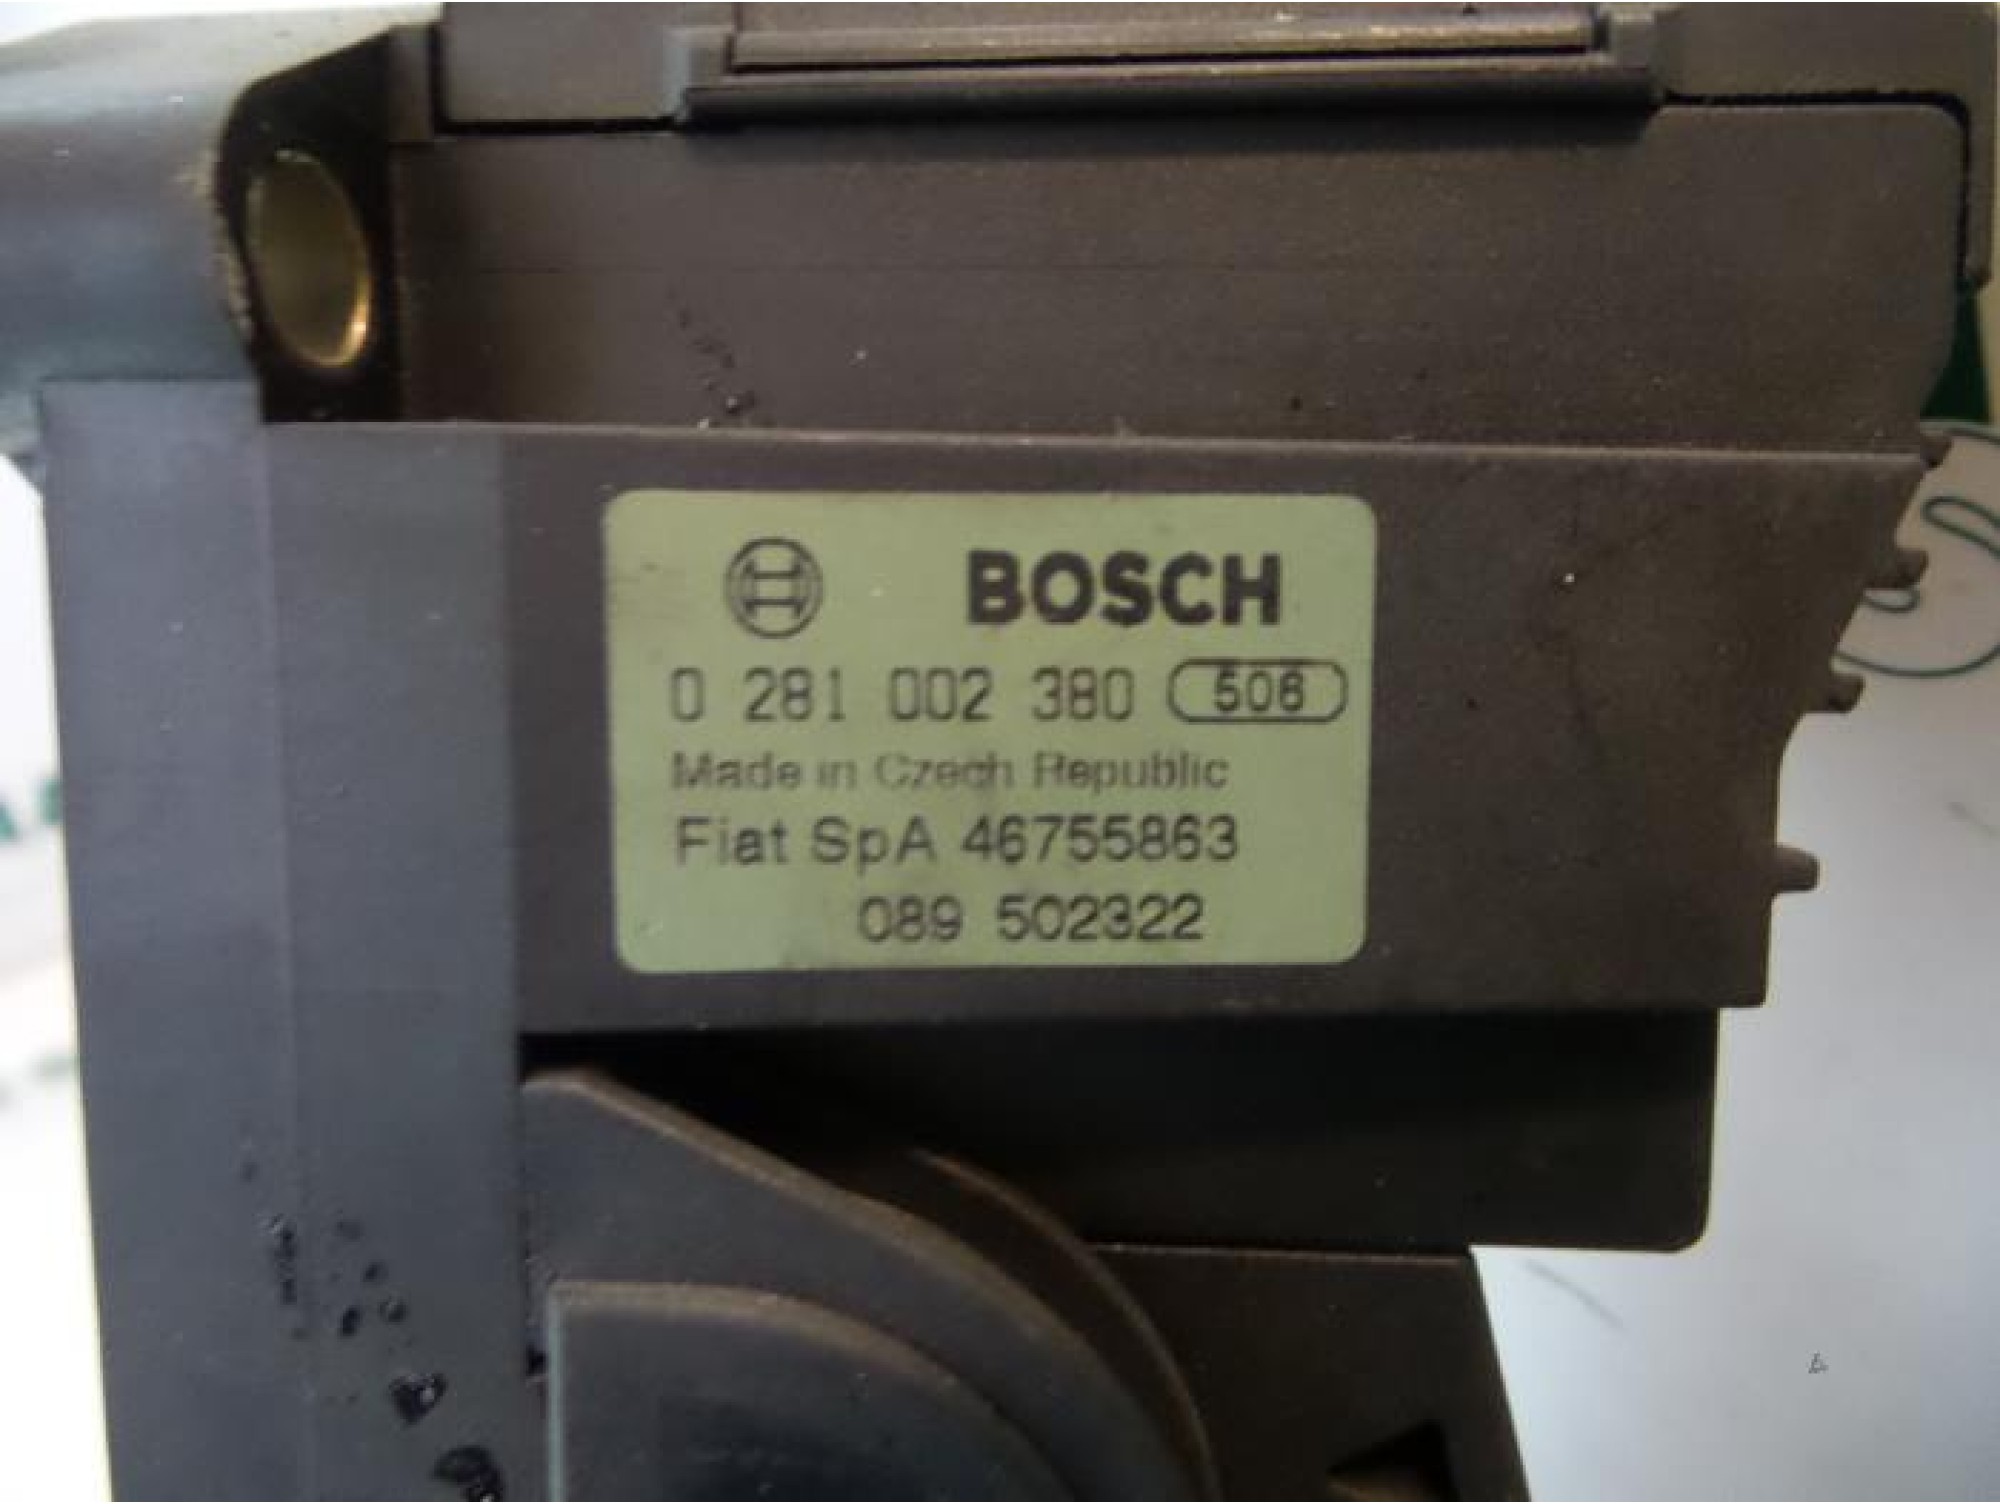 BOSCH
0 281 002 380 506
Made in Czech Republic
Fiat SpA 46755863
089 502322